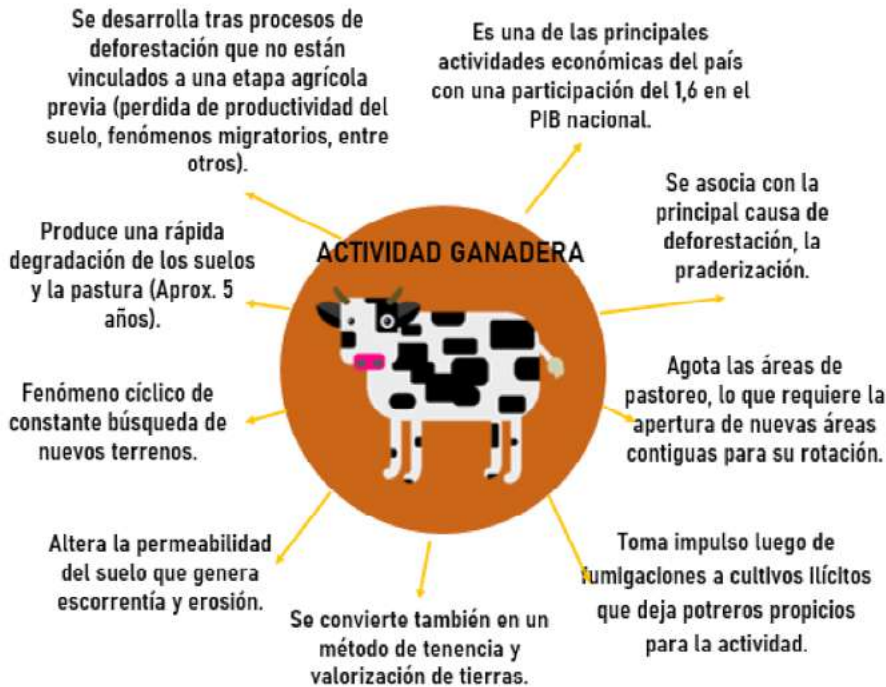 Se desarrolla tras procesos de
deforestación que no están
vinculados a una etapa agrícola
previa (perdida de productividad del
suelo, fenómenos migratorios, entre
otros).
Es una de las principales
actividades económicas del país
con una participación del 1,6 en el
PIB nacional.
Se asocia con la
principal causa de
deforestación, la
praderización.
ACTIVIDAD GANADERA
Produce una rápida
degradación de los suelos
y la pastura (Aprox. 5
años).
Agota las áreas de
pastoreo, lo que requiere la
apertura de nuevas áreas
contiguas para su rotación.
Fenómeno cíclico de
constante búsqueda de
nuevos terrenos.
Toma impulso luego de
fumigaciones a cultivos ilícitos
que deja potreros propicios
para la actividad.
Altera la permeabilidad
del suelo que genera
escorrentía y erosión.
Se convierte también en un
método de tenencia y
valorización de tierras.